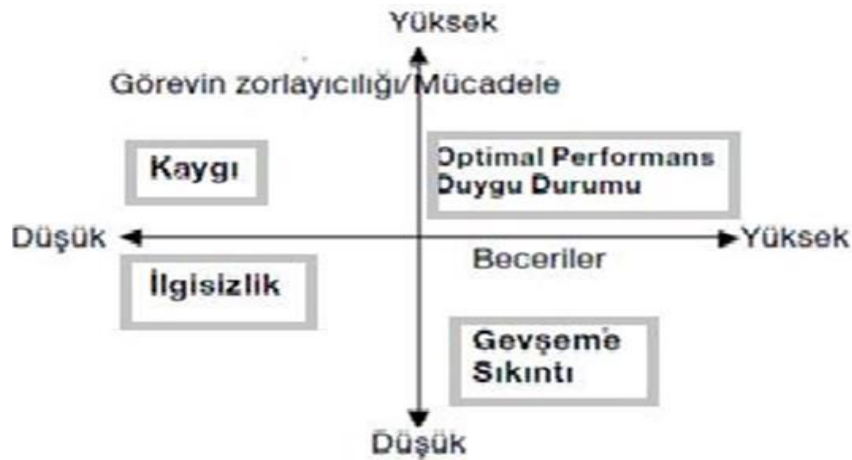 Yüksek
Görevin zorlayıcılığı/Mücadele
Kaygı
Optimal Performans
Duygu Durumu
Düşük
Yüksek
Beceriler
İlgisizlik
Gevşeme
Sıkıntı
Düşük